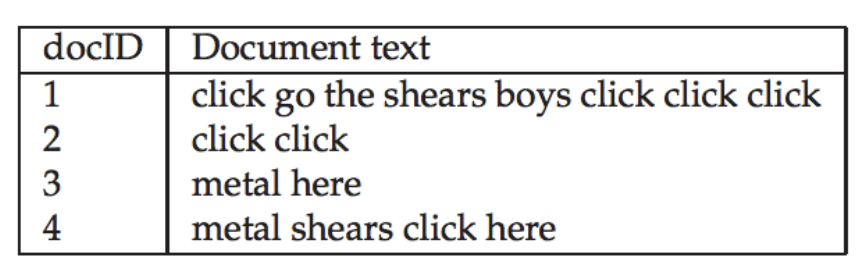 docID Document text
1 click go the shears boys click click click
2 click click
3 metal here
4 metal shears click here